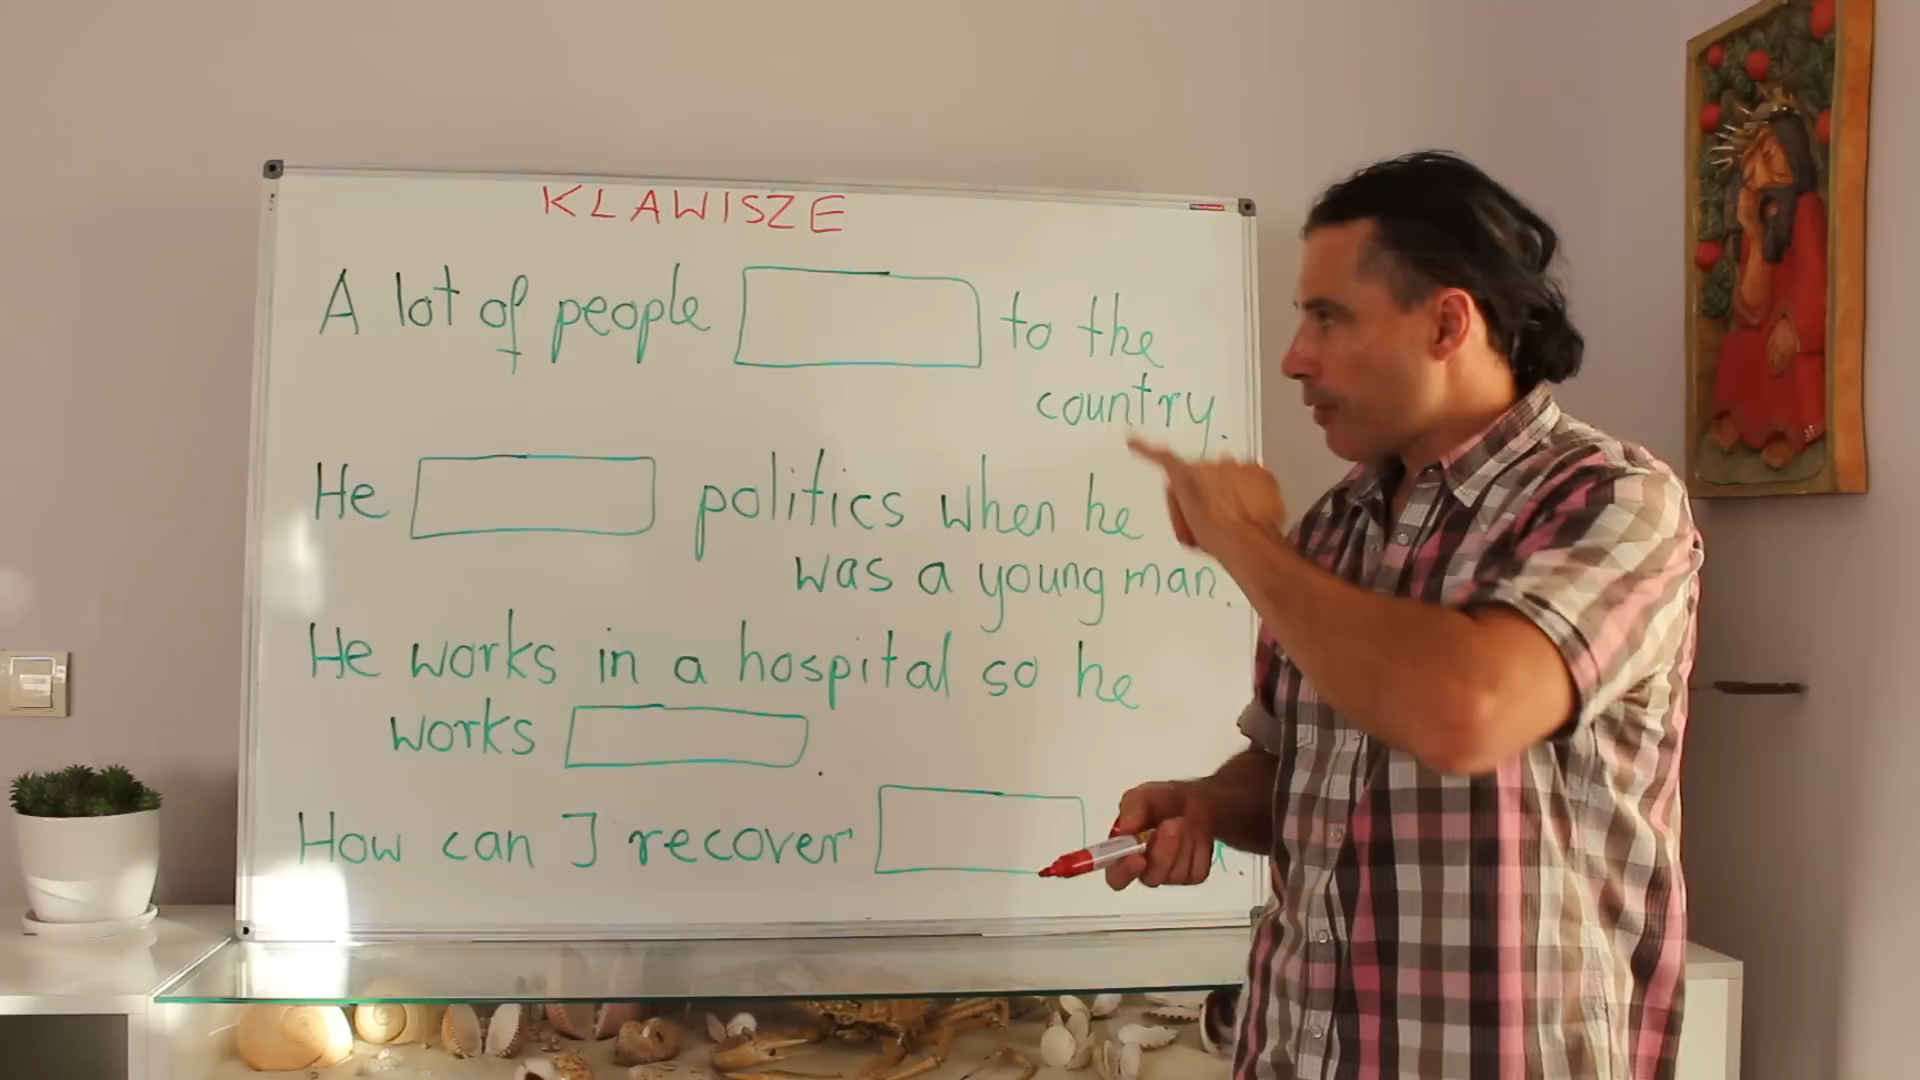 KLAWISZE
A lot of people to the
country.
He politics when he
was a young man.
He works in a hospital so he
works .
How can I recover